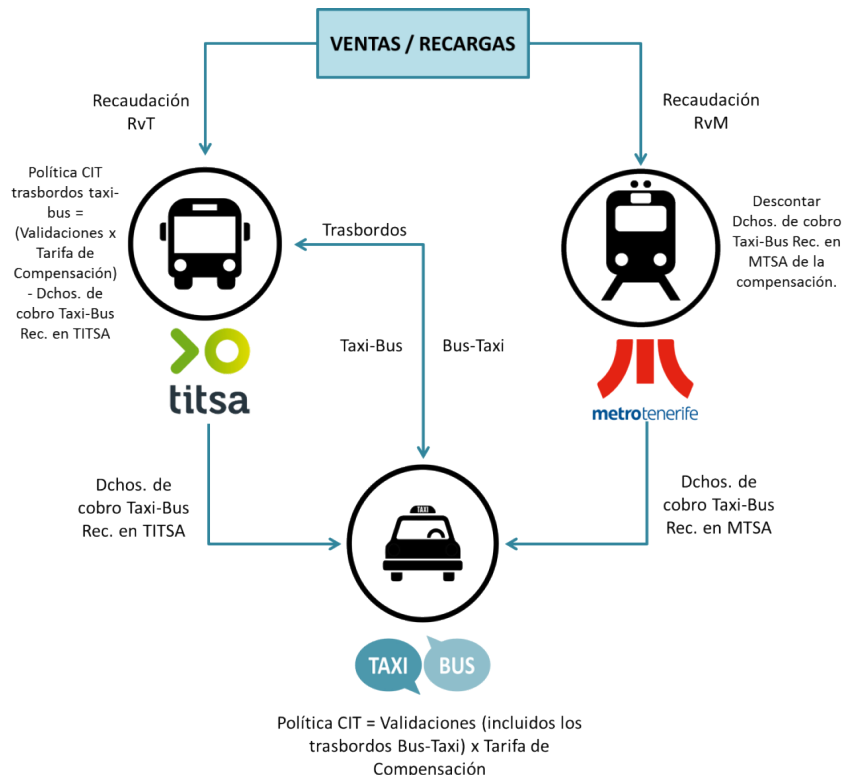 VENTAS / RECARGAS
Recaudación
RvT
Recaudación
RvM
Política CIT
trasbordos taxi-
bus =
(Validaciones x
Tarifa de
Compensación)
- Dchos. de
cobro Taxi-Bus
Rec. en TITSA
Trasbordos
Descontar
Dchos. de cobro
Taxi-Bus Rec. en
MTSA de la
compensación.
Taxi-Bus
Bus-Taxi
titsa
metrotenerife
Dchos. de
cobro Taxi-Bus
Rec. en TITSA
Dchos. de
cobro Taxi-Bus
Rec. en MTSA
TAXI
TAXI BUS
Política CIT = Validaciones (incluidos los
trasbordos Bus-Taxi) x Tarifa de
Compensación